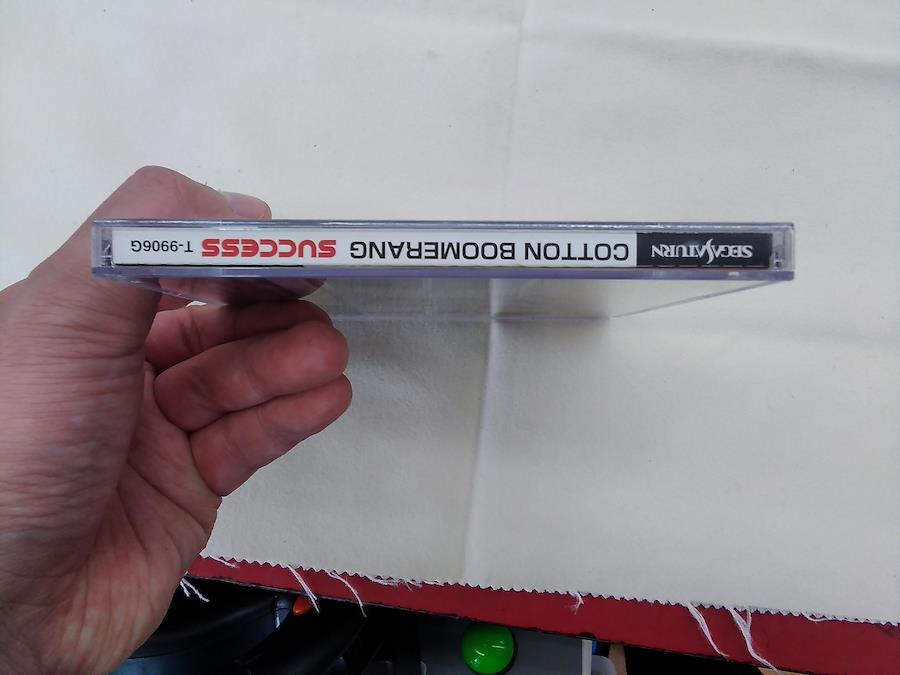 SEGA SATURN COTTON BOOMERANG SUCCESS T-9906G